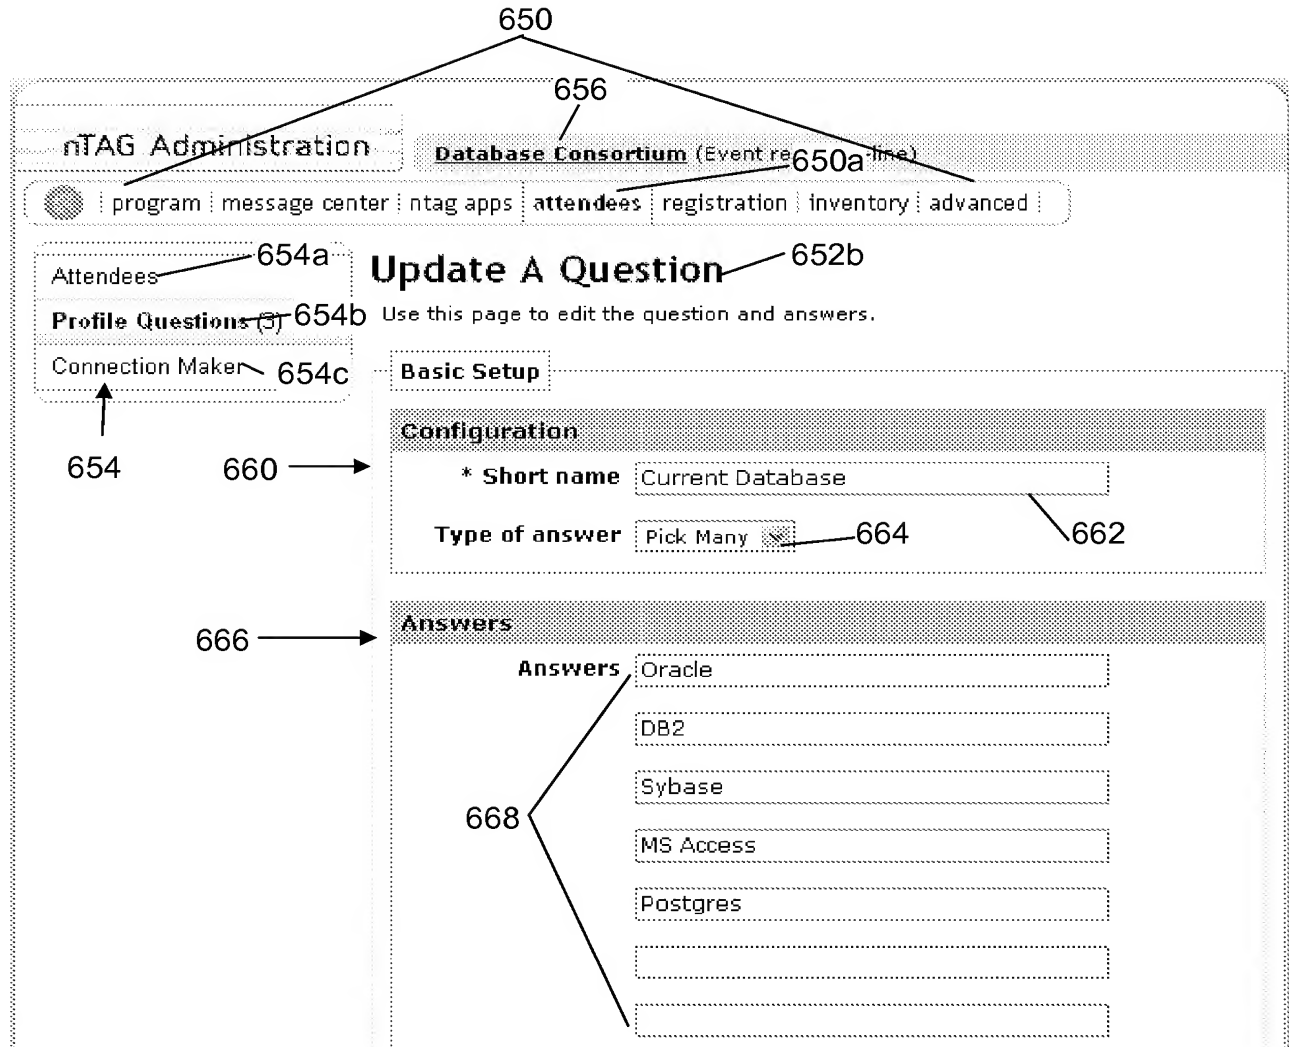 650
656
nTAG Administration
Database Consortium (Event re 650a -line)
program message center ntag apps attendees registration inventory advanced
Attendees 654a
Update A Question 652b
Profile Questions (3) 654b
Use this page to edit the question and answers.
Connection Maker 654c
Basic Setup
Configuration
654
660
* Short name Current Database
Type of answer Pick Many 664 662
Answers
666
Answers Oracle
DB2
Sybase
668
MS Access
Postgres